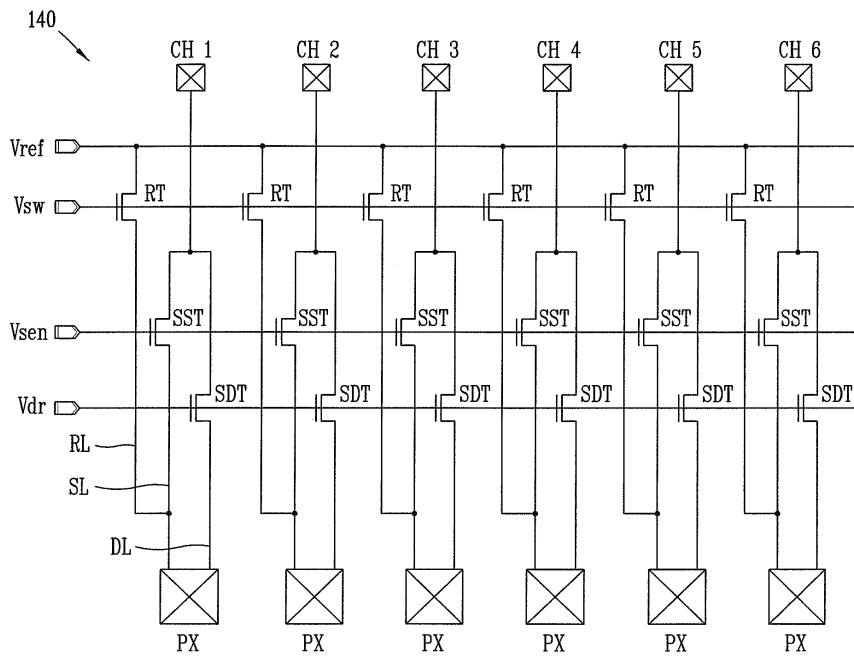 140
CH 1 CH 2 CH 3 CH 4 CH 5 CH 6
Vref
Vsw RT RT RT RT RT RT
Vsen SST SST SST SST SST SST
Vdr SDT SDT SDT SDT SDT SDT
RL
SL
DL
PX PX PX PX PX PX